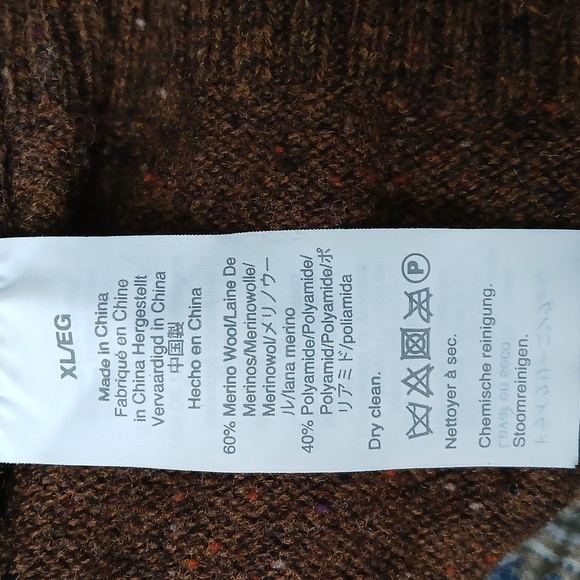 XL/EG
Made in China
Fabriqué en Chine
in China Hergestellt
Vervaardigd in China
中国製
Hecho en China
60% Merino Wool/Laine De
Merinos/Merinowolle/
Merinowol/メリノウー
ル/lana merino
40% Polyamide/Polyamide/
Polyamid/Polyamide/ポ
リアミド/poliamida
Dry clean.
P
Nettoyer à sec.
Chemische reinigung.
Stoomreinigen.